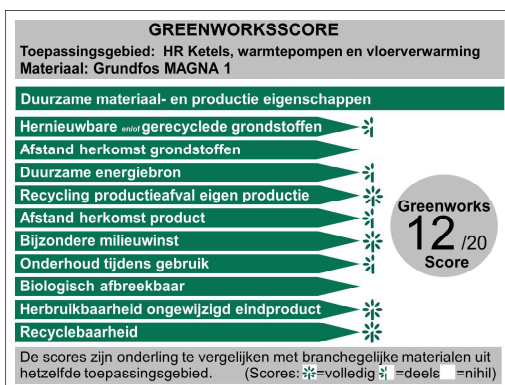 GREENWORKSSCORE
Toepassingsgebied: HR Ketels, warmtepompen en vloerverwarming
Materiaal: Grundfos MAGNA 1
Duurzame materiaal- en productie eigenschappen
Hernieuwbare en/of gerecyclede grondstoffen
Afstand herkomst grondstoffen
Duurzame energiebron
Recycling productieafval eigen productie
Afstand herkomst product
Bijzondere milieuwinst
Onderhoud tijdens gebruik
Biologisch afbreekbaar
Herbruikbaarheid ongewijzigd eindproduct
Recyclebaarheid
Greenworks
12 /20
Score
De scores zijn onderling te vergelijken met branchegelijke materialen uit
hetzelfde toepassingsgebied. (Scores: =volledig =deels =nihil)